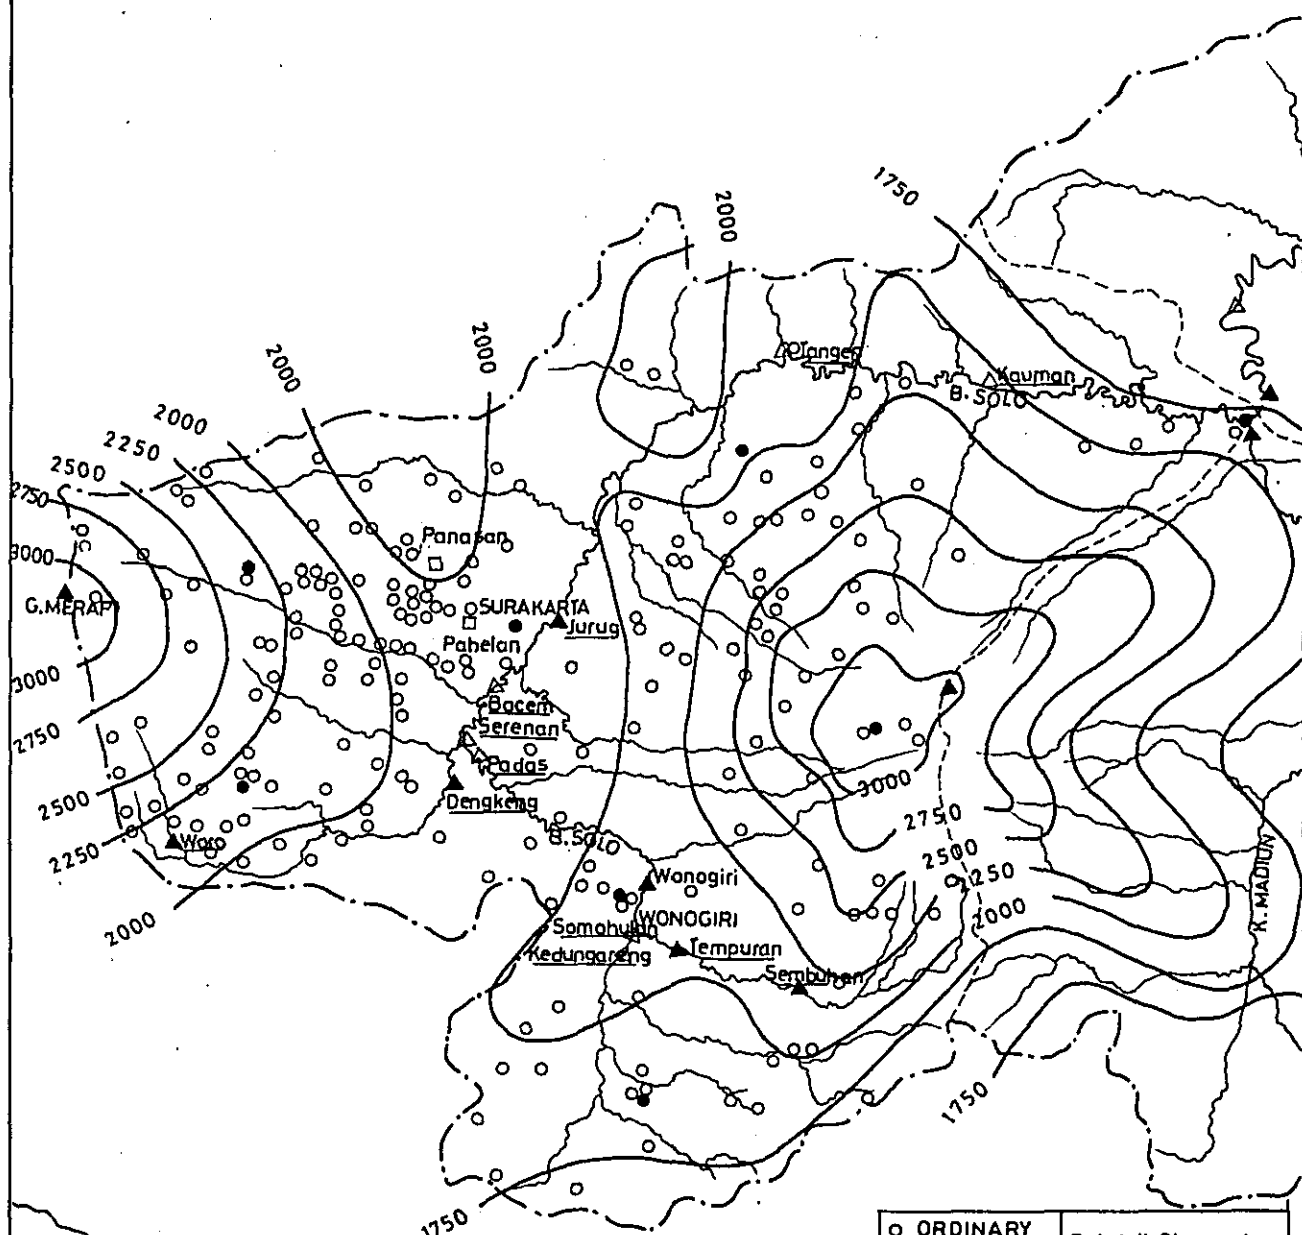 1750
2000
2000
2000
2000
2250
2500
2750
3000
G.MERAPI
3000
2750
2500
2250
2000
Tangen
Kauman
B. SOLO
Panasan
SURAKARTA
Jurug
Pabelan
Bacem
Serenan
Padas
Dengkeng
Woro
B. SOLO
Wonogiri
WONOGIRI
Somohulan
Kedungareng
Tempuran
Sembuhan
3000
2750
2500
2250
2000
K. MADIUN
1750
1750
O ORDINARY